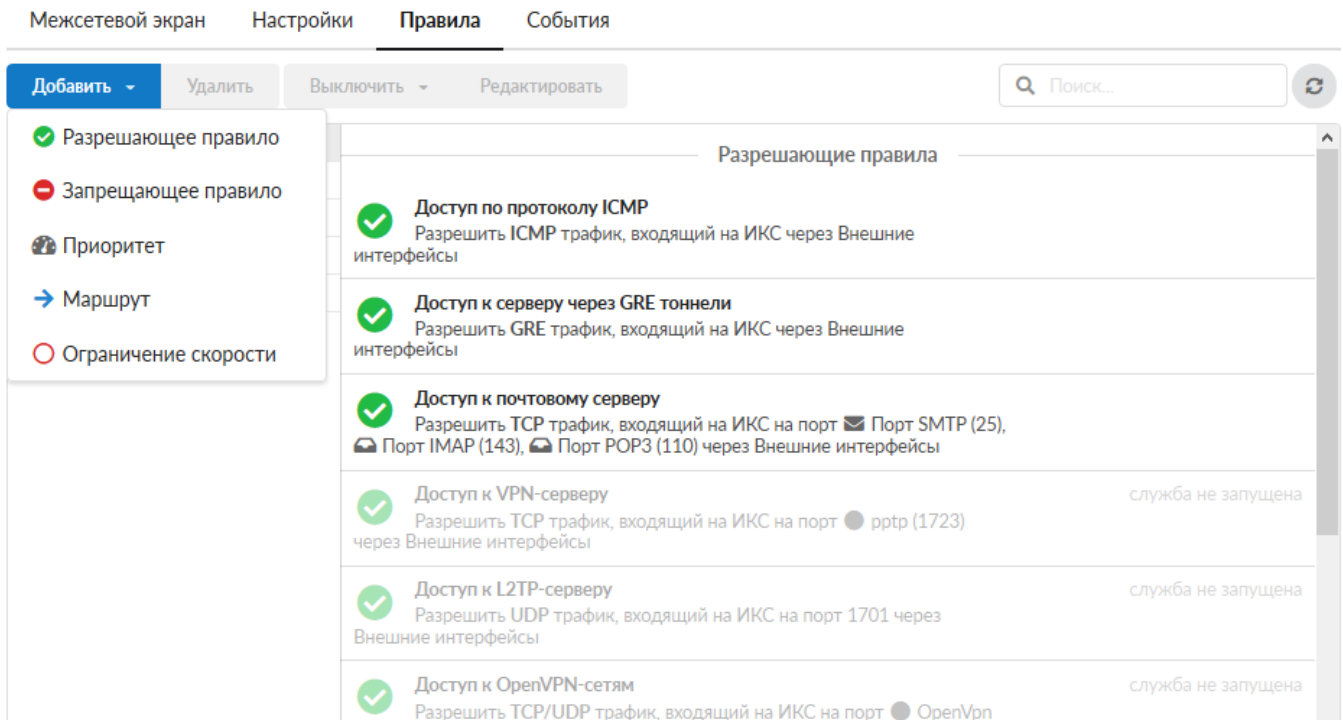 Межсетевой экран Настройки Правила События
Добавить Удалить Выключить Редактировать Поиск...
Разрешающее правило
Запрещающее правило
Приоритет
Маршрут
Ограничение скорости
Разрешающие правила
Доступ по протоколу ICMP
Разрешить ICMP трафик, входящий на ИКС через Внешние
интерфейсы
Доступ к серверу через GRE тоннели
Разрешить GRE трафик, входящий на ИКС через Внешние
интерфейсы
Доступ к почтовому серверу
Разрешить TCP трафик, входящий на ИКС на порт Порт SMTP (25),
Порт IMAP (143), Порт POP3 (110) через Внешние интерфейсы
Доступ к VPN-серверу служба не запущена
Разрешить TCP трафик, входящий на ИКС на порт pptp (1723)
через Внешние интерфейсы
Доступ к L2TP-серверу служба не запущена
Разрешить UDP трафик, входящий на ИКС на порт 1701 через
Внешние интерфейсы
Доступ к OpenVPN-сетям служба не запущена
Разрешить TCP/UDP трафик, входящий на ИКС на порт OpenVpn